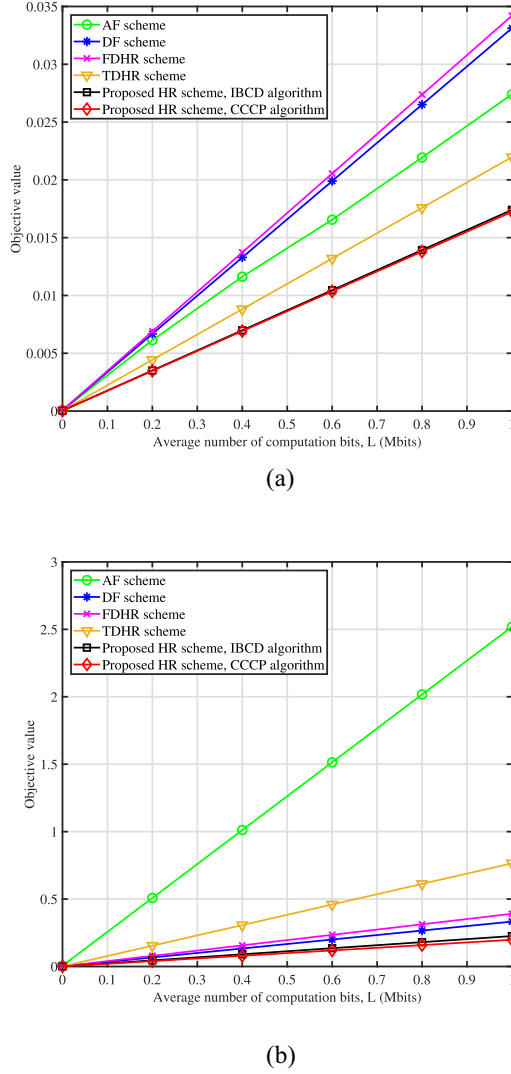 0.035
0.03
0.025
0.02
0.015
0.01
0.005
0
Objective value
AF scheme
DF scheme
FDHR scheme
TDHR scheme
Proposed HR scheme, IBCD algorithm
Proposed HR scheme, CCCP algorithm
0 0.1 0.2 0.3 0.4 0.5 0.6 0.7 0.8 0.9 1
Average number of computation bits, L (Mbits)
(a)
3
2.5
2
1.5
1
0.5
0
Objective value
AF scheme
DF scheme
FDHR scheme
TDHR scheme
Proposed HR scheme, IBCD algorithm
Proposed HR scheme, CCCP algorithm
0 0.1 0.2 0.3 0.4 0.5 0.6 0.7 0.8 0.9 1
Average number of computation bits, L (Mbits)
(b)